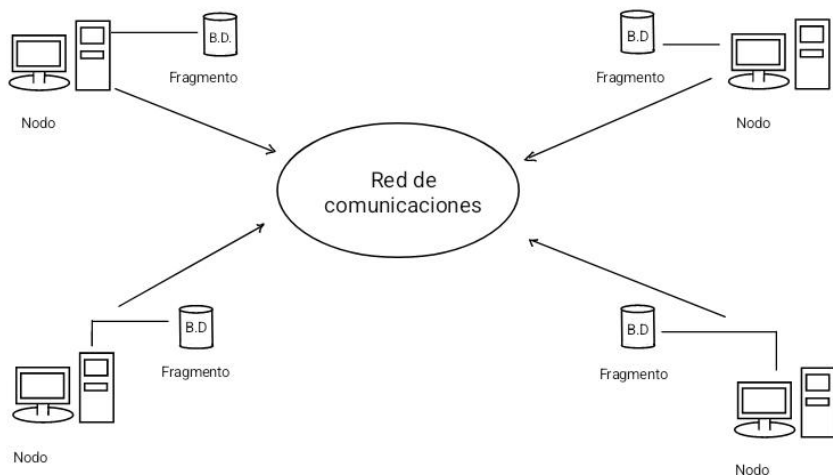 B.D.
Fragmento
Nodo
B.D
Fragmento
Nodo
Red de
comunicaciones
B.D
Fragmento
Nodo
B.D
Fragmento
Nodo